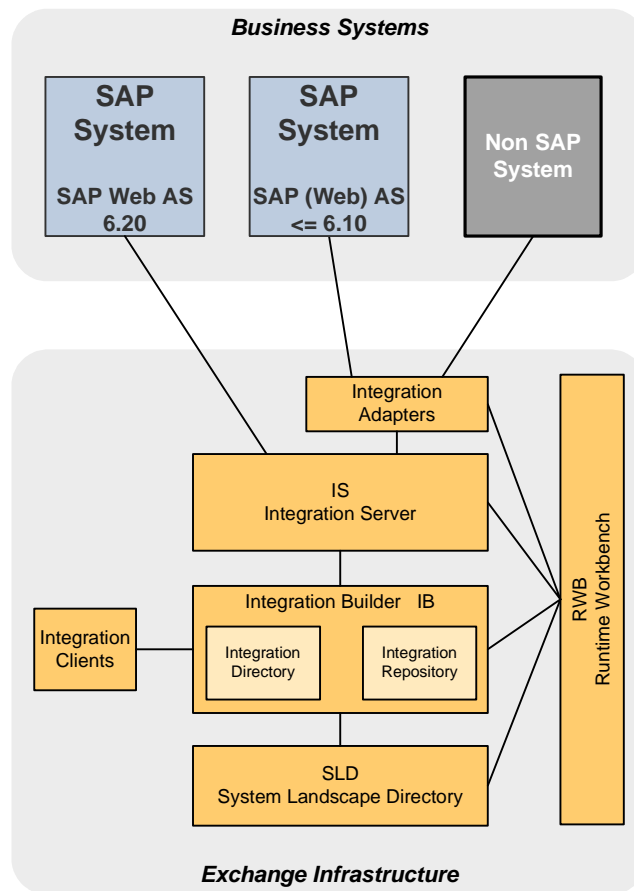 Business Systems
SAP
System
SAP Web AS
6.20
SAP
System
SAP (Web) AS
<= 6.10
Non SAP
System
Integration
Adapters
IS
Integration Server
Integration Builder IB
Integration
Directory
Integration
Repository
Integration
Clients
SLD
System Landscape Directory
RWB
Runtime Workbench
Exchange Infrastructure